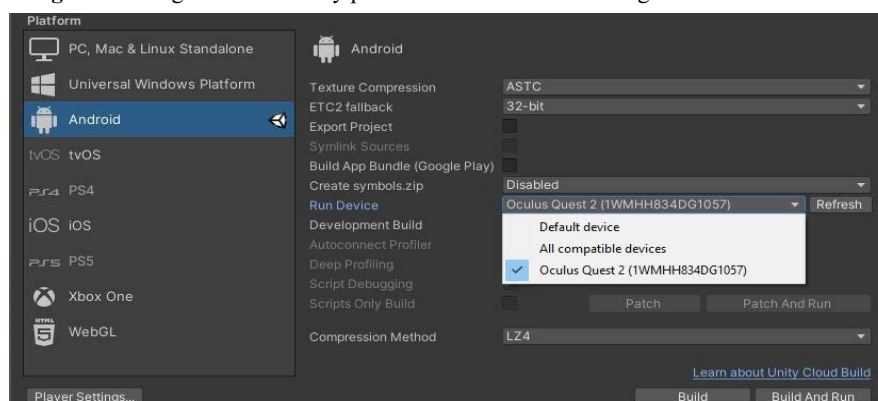 Platform
PC, Mac & Linux Standalone
Universal Windows Platform
Android
tvOS tvOS
PS4 PS4
iOS iOS
PS5 PS5
Xbox One
HTML 5 WebGL
Player Settings...
Android
Texture Compression ASTC
ETC2 fallback 32-bit
Export Project
Symlink Sources
Build App Bundle (Google Play)
Create symbols.zip Disabled
Run Device Oculus Quest 2 (1WMHH834DG1057) Refresh
Default device
All compatible devices
Oculus Quest 2 (1WMHH834DG1057)
Development Build
Autoconnect Profiler
Deep Profiling
Script Debugging
Scripts Only Build Patch Patch And Run
Compression Method LZ4
Learn about Unity Cloud Build
Build Build And Run